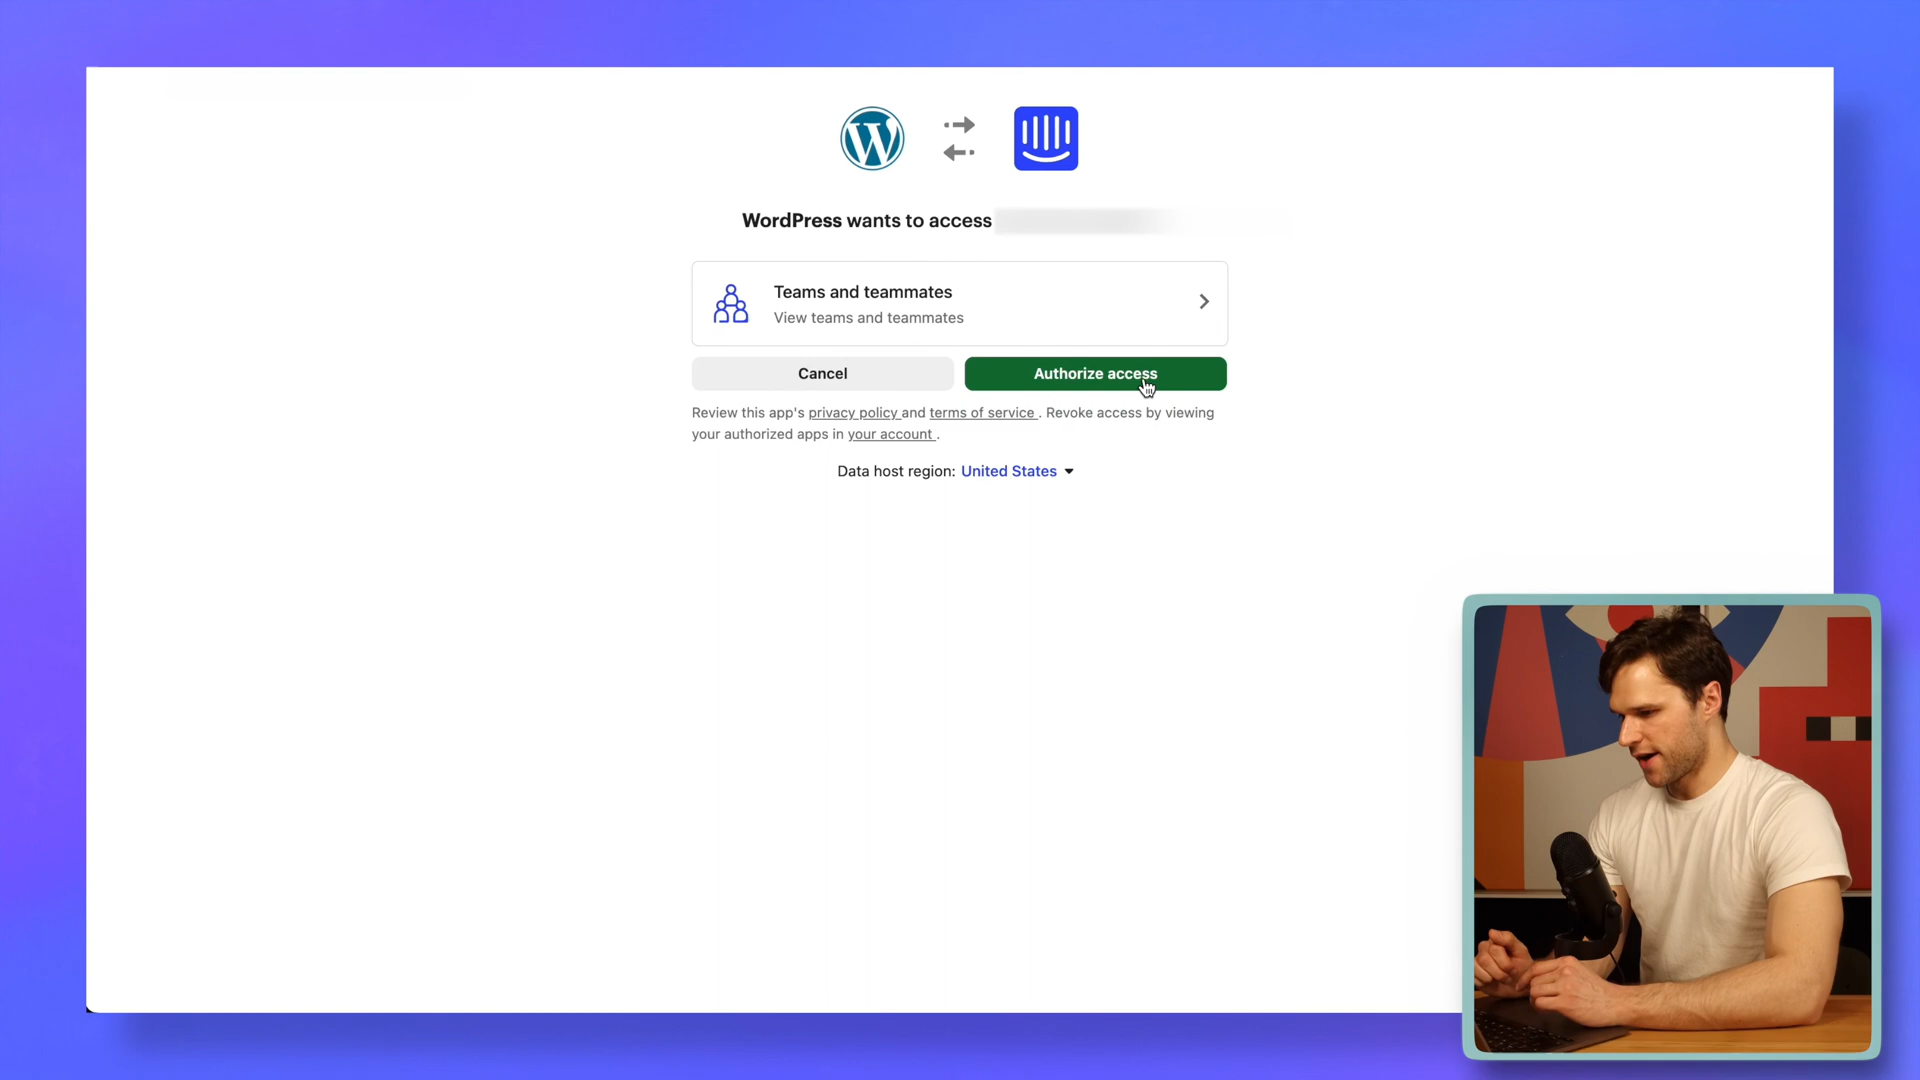 WordPress wants to access
Teams and teammates
View teams and teammates
Cancel
Authorize access
Review this app's privacy policy and terms of service . Revoke access by viewing
your authorized apps in your account .
Data host region: United States